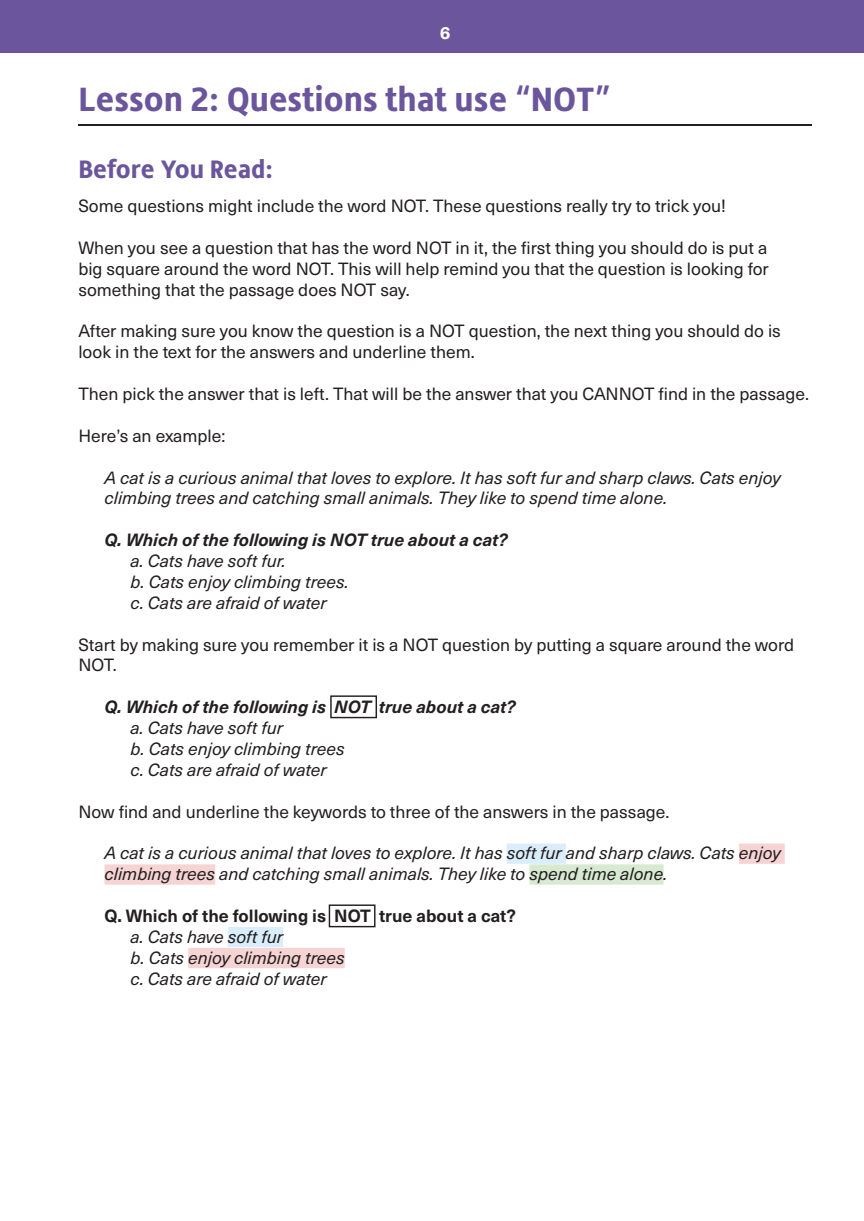 6
Lesson 2: Questions that use “NOT”
Before You Read:
Some questions might include the word NOT. These questions really try to trick you!
When you see a question that has the word NOT in it, the first thing you should do is put a
big square around the word NOT. This will help remind you that the question is looking for
something that the passage does NOT say.
After making sure you know the question is a NOT question, the next thing you should do is
look in the text for the answers and underline them.
Then pick the answer that is left. That will be the answer that you CANNOT find in the passage.
Here’s an example:
A cat is a curious animal that loves to explore. It has soft fur and sharp claws. Cats enjoy
climbing trees and catching small animals. They like to spend time alone.
Q. Which of the following is NOT true about a cat?
a. Cats have soft fur.
b. Cats enjoy climbing trees.
c. Cats are afraid of water
Start by making sure you remember it is a NOT question by putting a square around the word
NOT.
Q. Which of the following is NOT true about a cat?
a. Cats have soft fur
b. Cats enjoy climbing trees
c. Cats are afraid of water
Now find and underline the keywords to three of the answers in the passage.
A cat is a curious animal that loves to explore. It has soft fur and sharp claws. Cats enjoy
climbing trees and catching small animals. They like to spend time alone.
Q. Which of the following is NOT true about a cat?
a. Cats have soft fur
b. Cats enjoy climbing trees
c. Cats are afraid of water